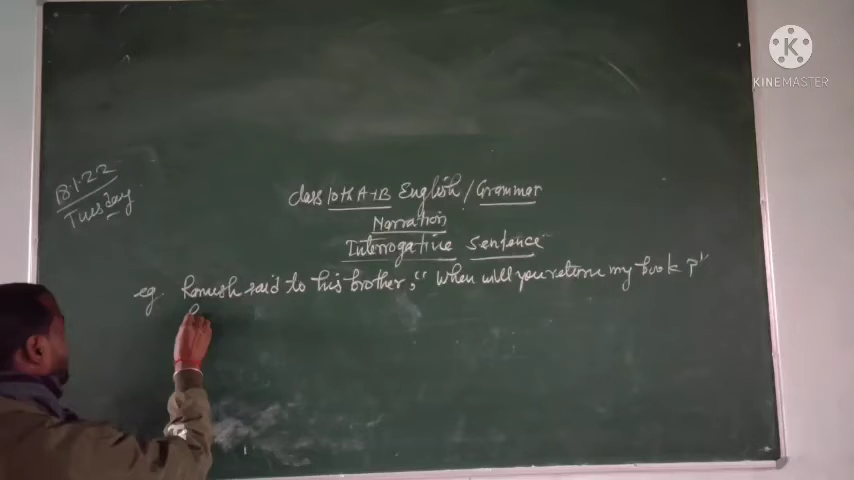 18.1.22
Tuesday
class 10th A+B English / Grammar
Narration
Interrogative Sentence
eg. Ramesh said to his brother, "When will you return my book ?"
K
KINEMASTER